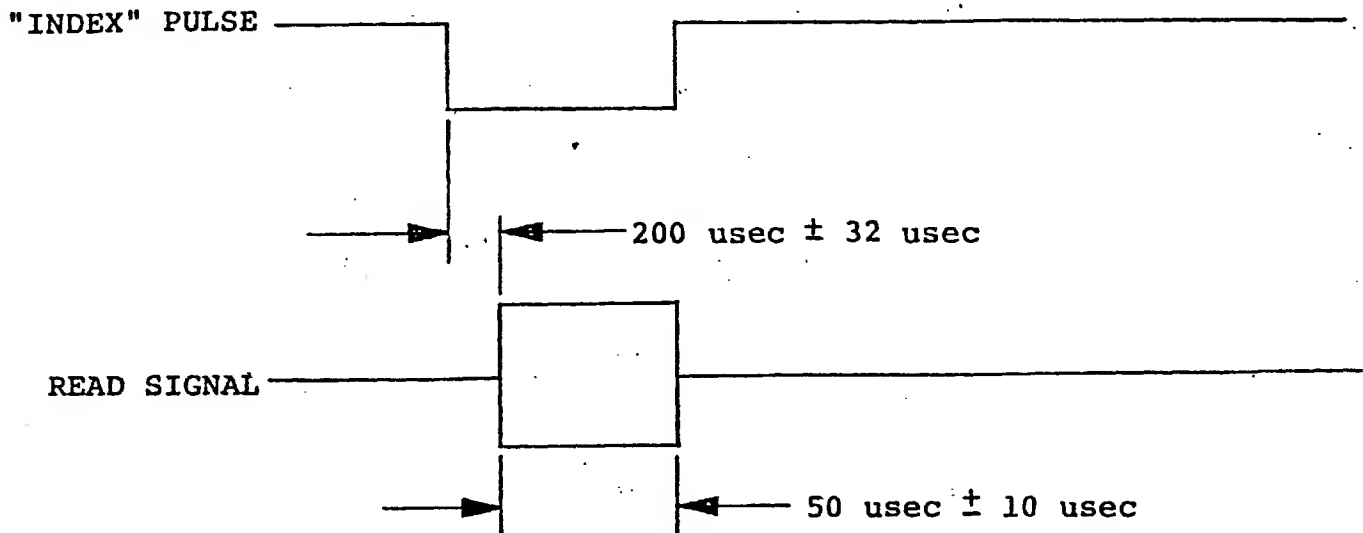 "INDEX" PULSE
200 usec ± 32 usec
READ SIGNAL
50 usec ± 10 usec